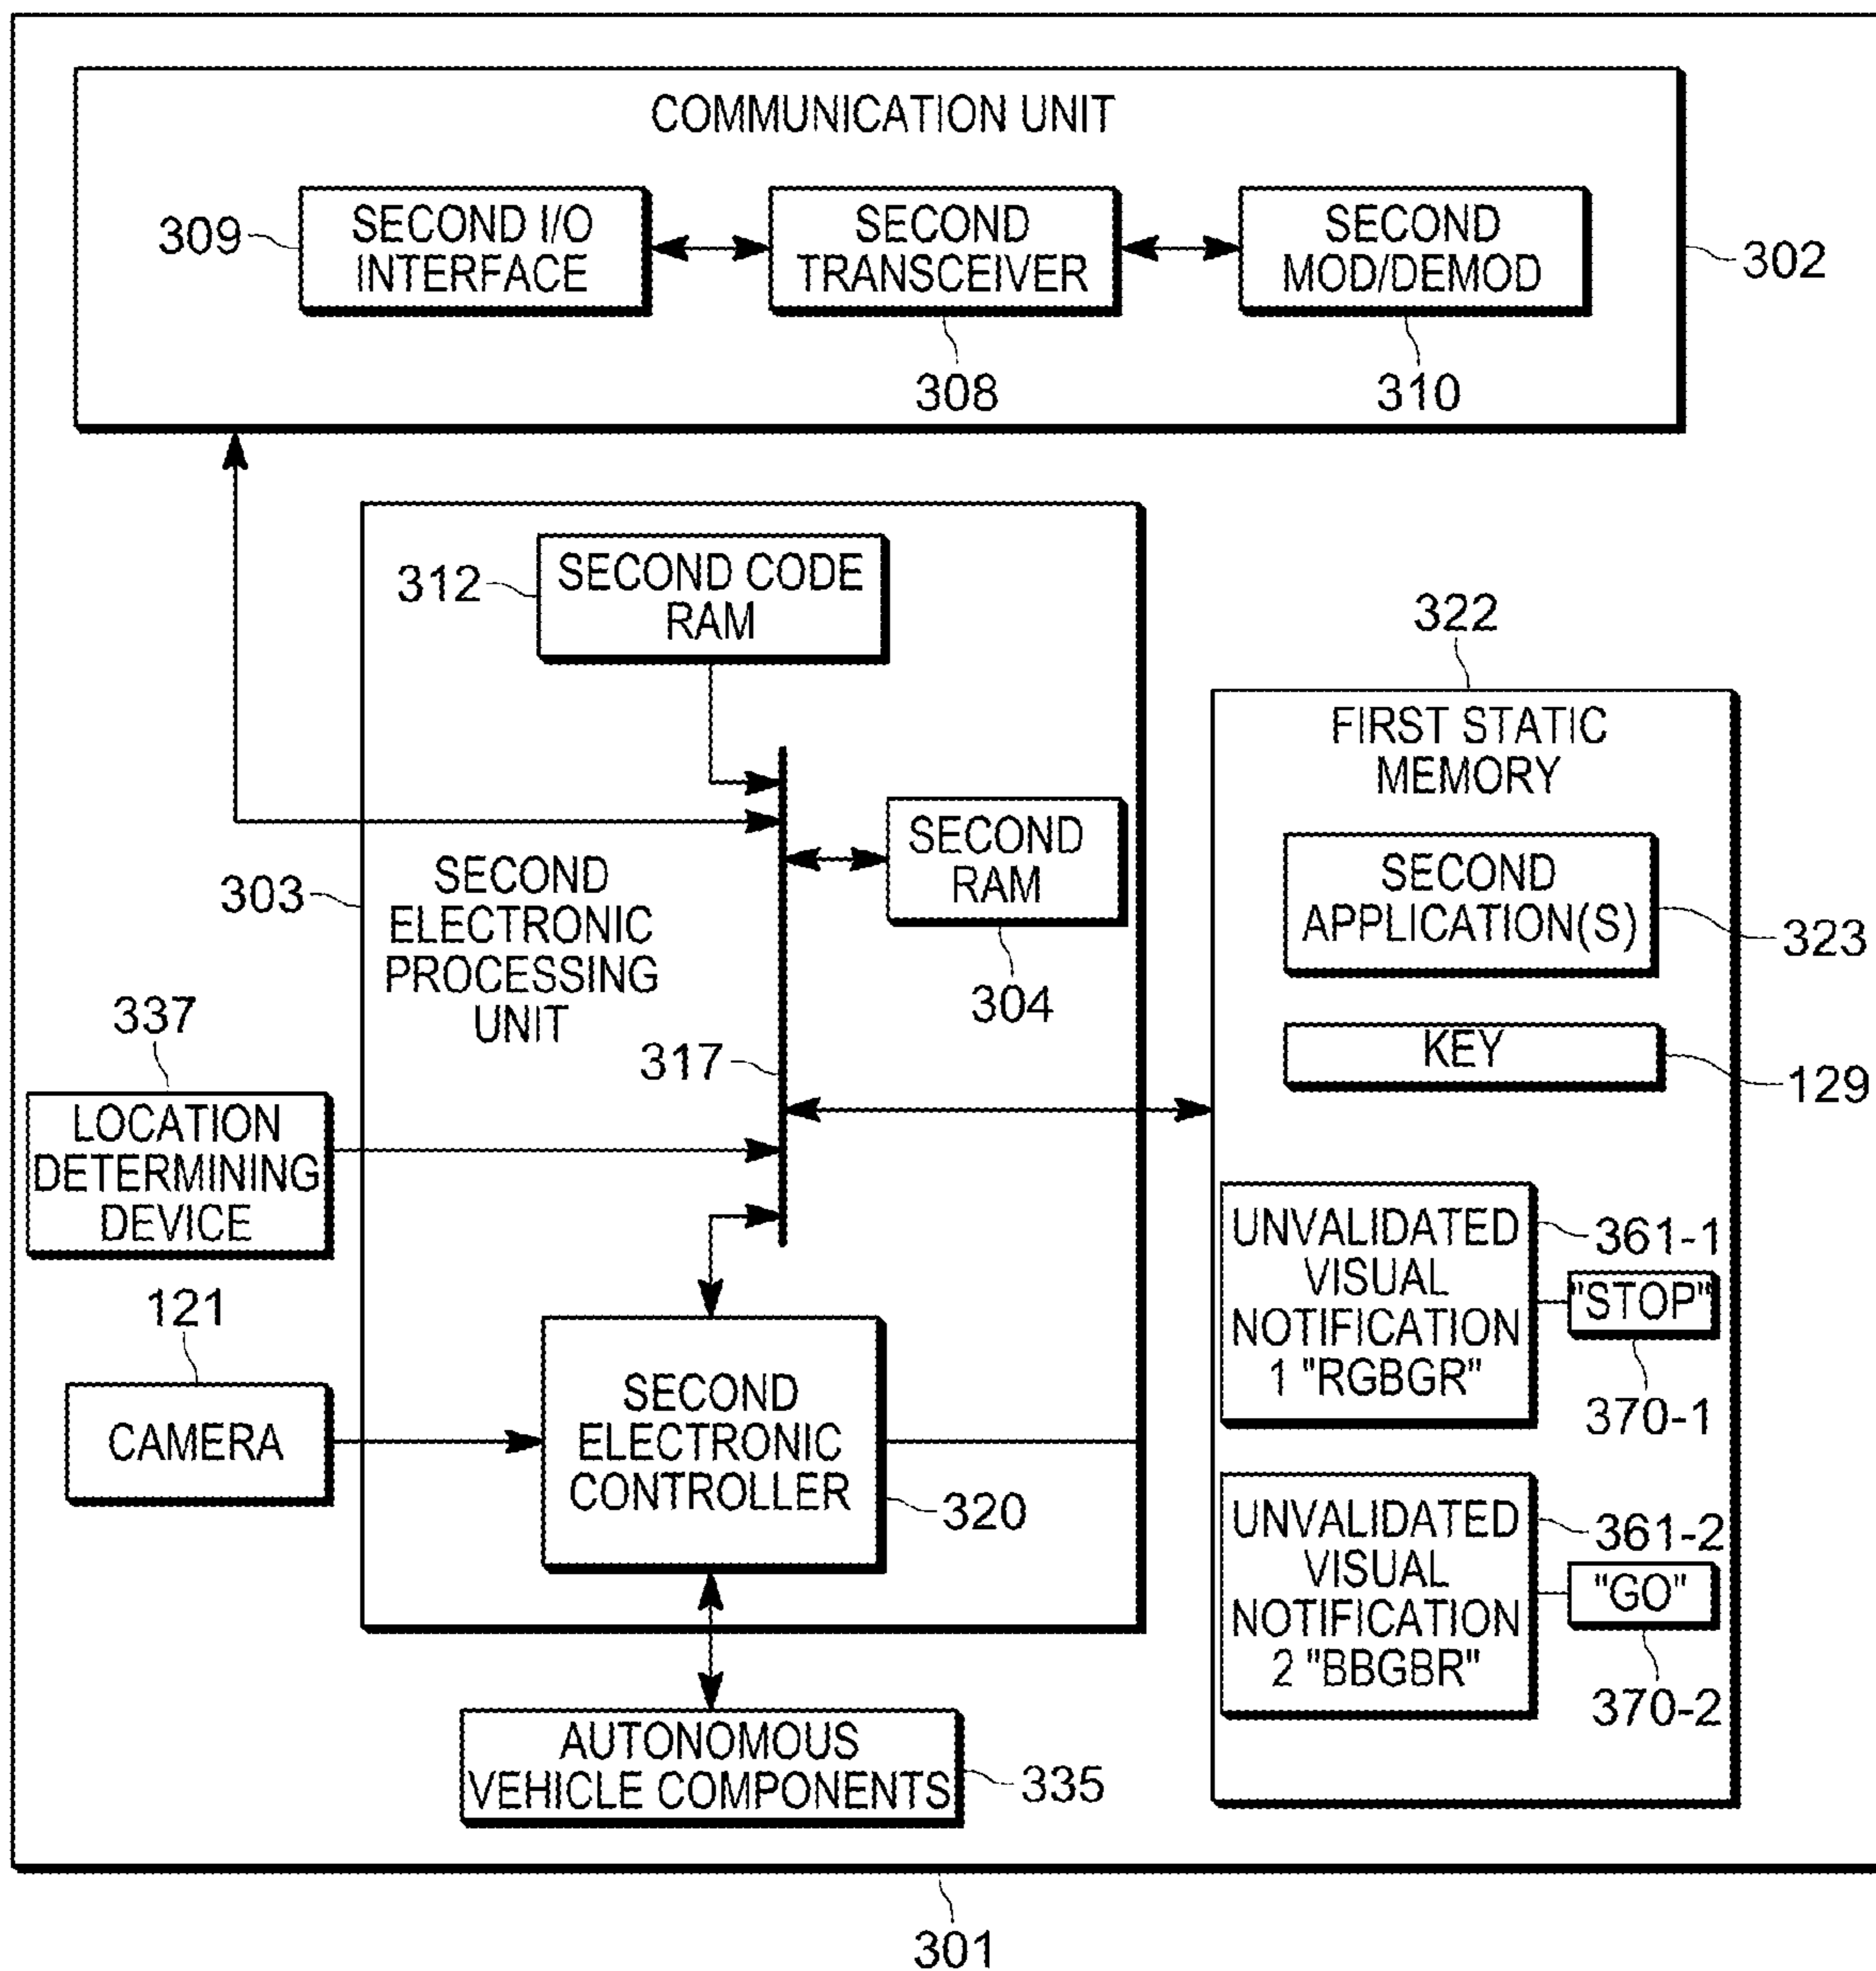 COMMUNICATION UNIT
309
SECOND I/O
INTERFACE
SECOND
TRANSCEIVER
SECOND
MOD/DEMOD
302
308
310
312
SECOND CODE
RAM
322
FIRST STATIC
MEMORY
303
SECOND
ELECTRONIC
PROCESSING
UNIT
SECOND
RAM
304
SECOND
APPLICATION(S)
323
337
317
KEY
129
LOCATION
DETERMINING
DEVICE
UNVALIDATED
VISUAL
NOTIFICATION
1 "RGBGR"
361-1
"STOP"
370-1
121
CAMERA
SECOND
ELECTRONIC
CONTROLLER
320
UNVALIDATED
VISUAL
NOTIFICATION
2 "BBGBR"
361-2
"GO"
370-2
AUTONOMOUS
VEHICLE COMPONENTS
335
301